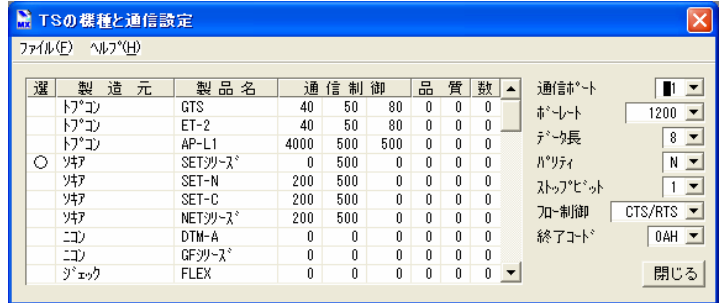 MX TSの機種と通信設定
ファイル(F) ヘルプ(H)
選 製 造 元 製 品 名 通 信 制 御 品 質 数
トプコン GTS 40 50 80 0 0 0
トプコン ET-2 40 50 80 0 0 0
トプコン AP-L1 4000 500 500 0 0 0
○ ソキア SETシリーズ 0 500 0 0 0 0
ソキア SET-N 200 500 0 0 0 0
ソキア SET-C 200 500 0 0 0 0
ソキア NETシリーズ 200 500 0 0 0 0
ニコン DTM-A 0 0 0 0 0 0
ニコン GFシリーズ 0 0 0 0 0 0
ジェック FLEX 0 0 0 0 0 0
通信ポート 1
ボーレート 1200
データ長 8
パリティ N
ストップビット 1
フロー制御 CTS/RTS
終了コード 0AH
閉じる